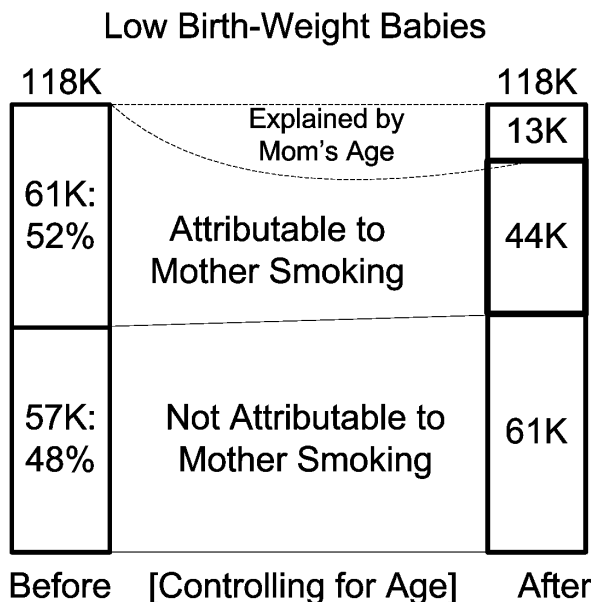 Low Birth-Weight Babies
118K
118K
Explained by
Mom's Age
13K
61K:
52%
Attributable to
Mother Smoking
44K
57K:
48%
Not Attributable to
Mother Smoking
61K
Before [Controlling for Age] After